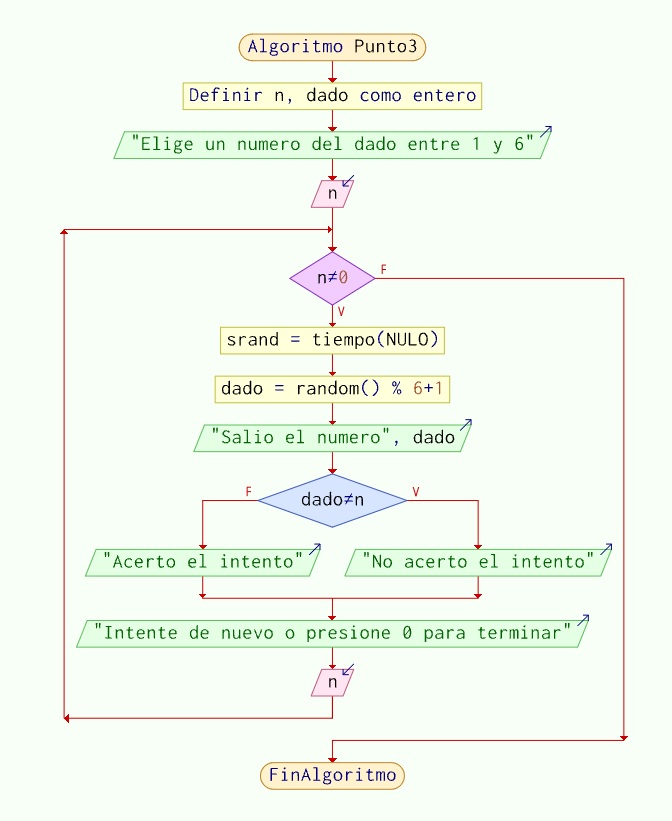 Algoritmo Punto3
Definir n, dado como entero
"Elige un numero del dado entre 1 y 6"
n
n≠0
F
V
srand = tiempo(NULO)
dado = random() % 6+1
"Salio el numero", dado
dado≠n
F
V
"Acerto el intento"
"No acerto el intento"
"Intente de nuevo o presione 0 para terminar"
n
FinAlgoritmo